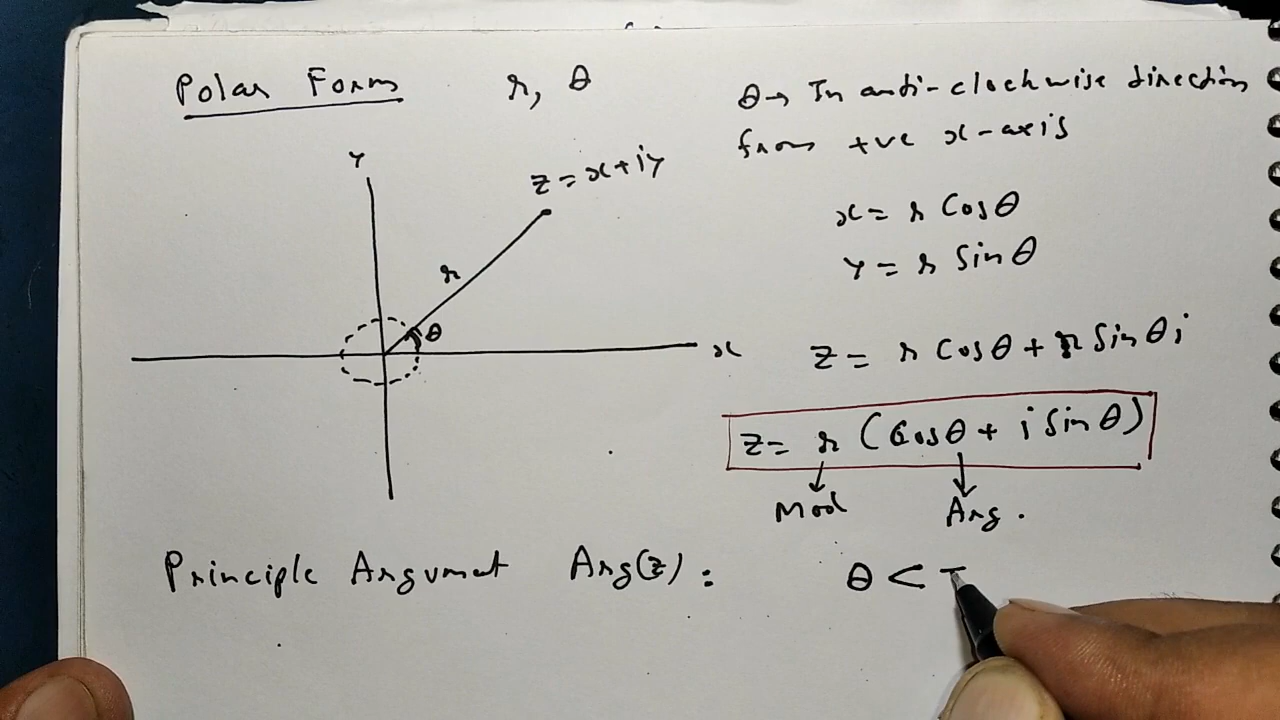 Polar Form r, θ
θ → In anti-clockwise direction
from +ve x-axis
Y
z = x+iy
x = r Cosθ
y = r Sinθ
r
θ
x
z = r Cosθ + r Sinθ i
z = r (Cosθ + i Sinθ)
Mod Arg.
Principle Argumet Arg(z) : θ <